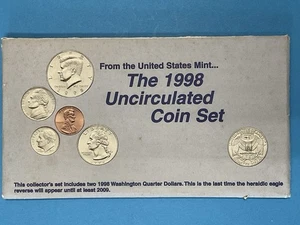 From the United States Mint...
The 1998
Uncirculated
Coin Set
This collector's set includes two 1998 Washington Quarter Dollars. This is the last time the heraldic eagle
reverse will appear until at least 2009.